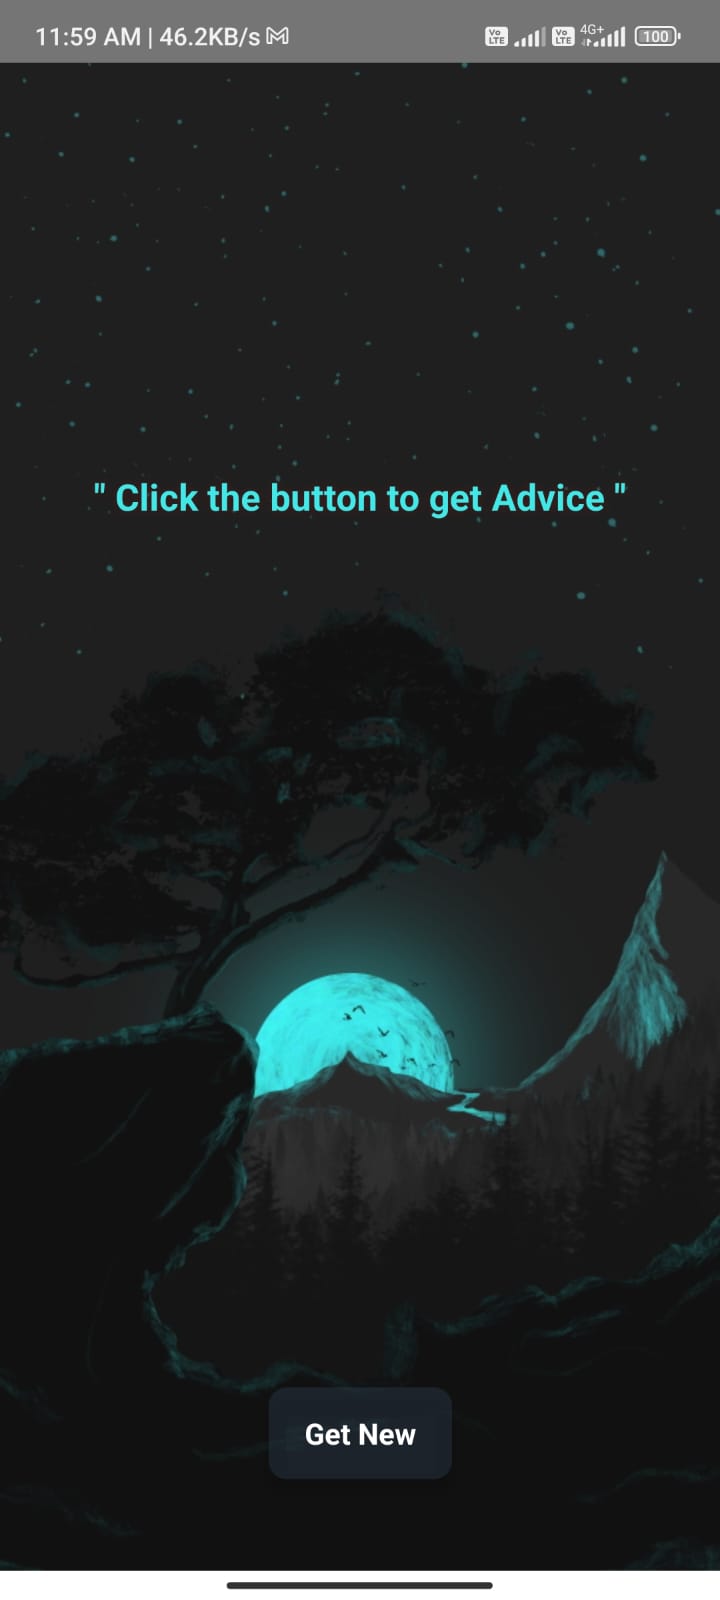 11:59 AM | 46.2KB/s
Vo LTE Vo LTE 4G+ 100
" Click the button to get Advice "
Get New